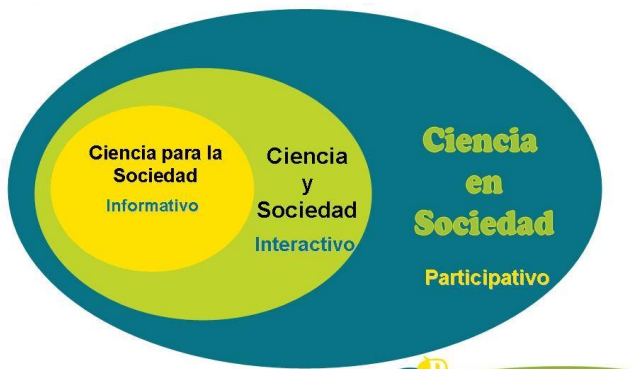 Ciencia para la
Sociedad
Informativo
Ciencia
y
Sociedad
Interactivo
Ciencia
en
Sociedad
Participativo